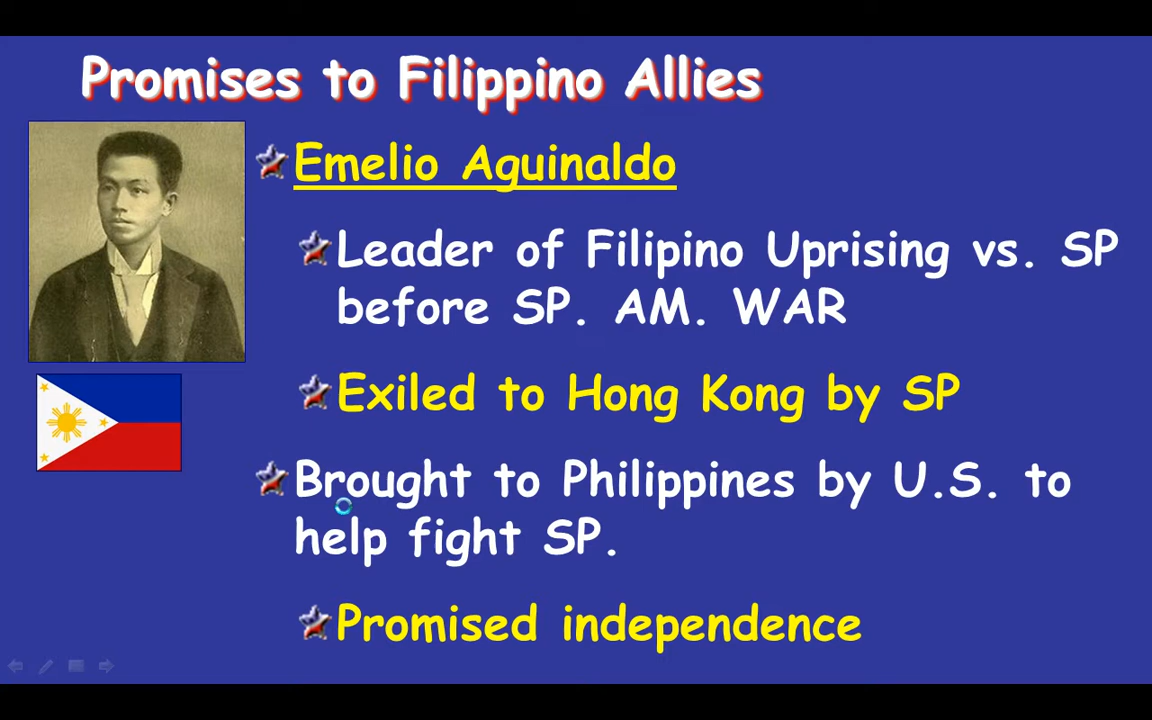 Promises to Filippino Allies
Emelio Aguinaldo
Leader of Filipino Uprising vs. SP
before SP. AM. WAR
Exiled to Hong Kong by SP
Brought to Philippines by U.S. to
help fight SP.
Promised independence